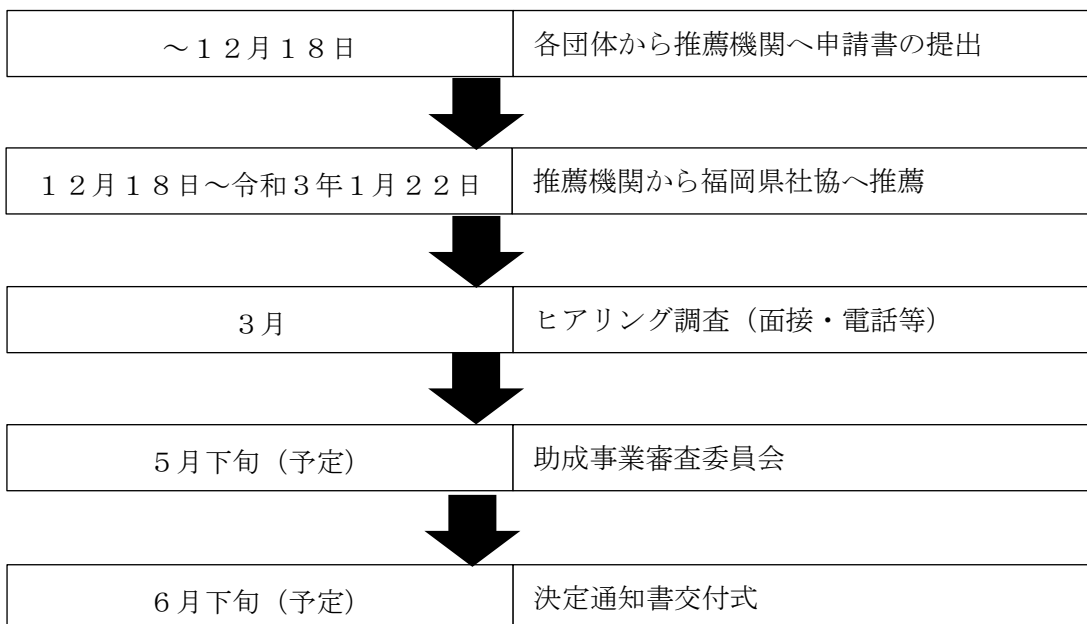 ～１２月１８日
各団体から推薦機関へ申請書の提出
１２月１８日～令和３年１月２２日
推薦機関から福岡県社協へ推薦
３月
ヒアリング調査（面接・電話等）
５月下旬（予定）
助成事業審査委員会
６月下旬（予定）
決定通知書交付式